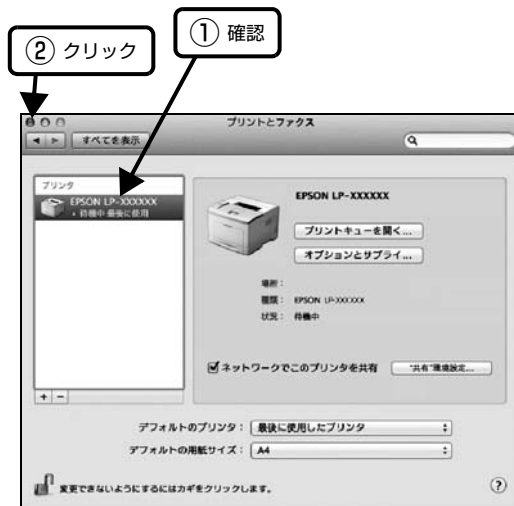 ① 確認
② クリック
プリントとファクス
すべてを表示
プリンタ
EPSON LP-XXXXXX
• 待機中 最後に使用
EPSON LP-XXXXXX
プリントキューを開く...
オプションとサプライ...
場所：
種類： EPSON LP-XXXXXX
状況： 待機中
ネットワークでこのプリンタを共有
"共有"環境設定...
+ −
デフォルトのプリンタ： 最後に使用したプリンタ
デフォルトの用紙サイズ： A4
変更できないようにするにはカギをクリックします。
?